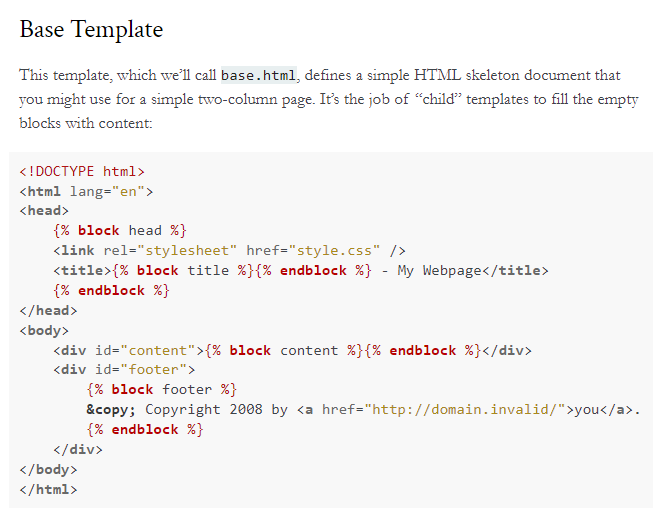 Base Template
This template, which we’ll call base.html, defines a simple HTML skeleton document that
you might use for a simple two-column page. It’s the job of “child” templates to fill the empty
blocks with content:
<!DOCTYPE html>
<html lang="en">
<head>
    {% block head %}
    <link rel="stylesheet" href="style.css" />
    <title>{% block title %}{% endblock %} - My Webpage</title>
    {% endblock %}
</head>
<body>
    <div id="content">{% block content %}{% endblock %}</div>
    <div id="footer">
        {% block footer %}
        &copy; Copyright 2008 by <a href="http://domain.invalid/">you</a>.
        {% endblock %}
    </div>
</body>
</html>